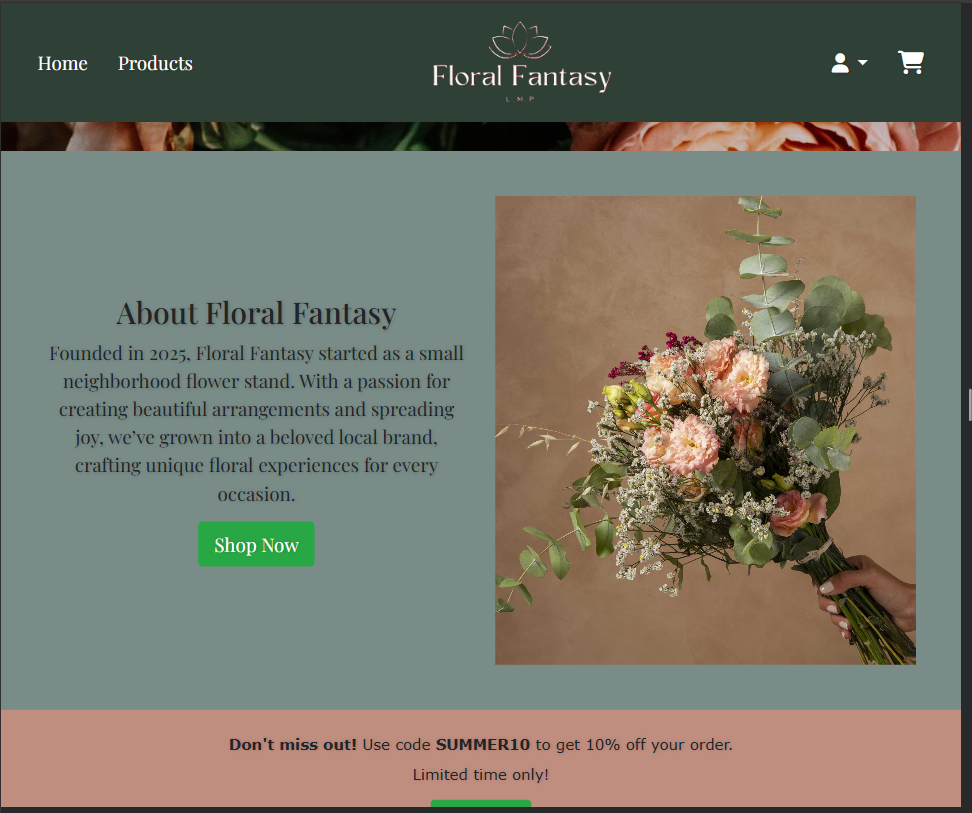 Home Products
Floral Fantasy
LMP
About Floral Fantasy
Founded in 2025, Floral Fantasy started as a small
neighborhood flower stand. With a passion for
creating beautiful arrangements and spreading
joy, we’ve grown into a beloved local brand,
crafting unique floral experiences for every
occasion.
Shop Now
Don't miss out! Use code SUMMER10 to get 10% off your order.
Limited time only!